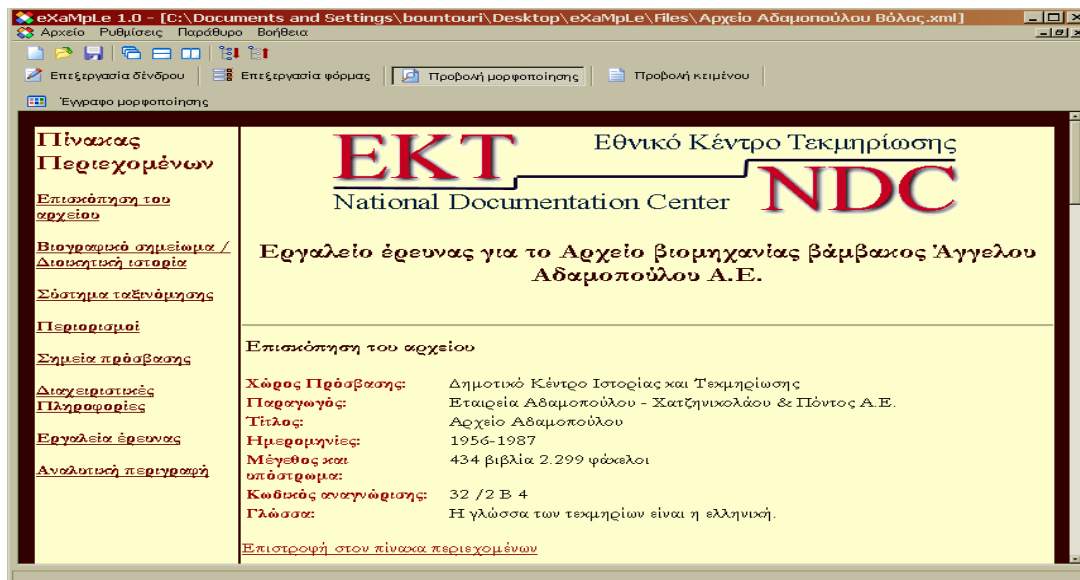 eXaMpLe 1.0 - [C:\Documents and Settings\bountouri\Desktop\eXaMpLe\Files\Αρχείο Αδαμοπούλου Βόλος.xml]
Αρχείο Ρυθμίσεις Παράθυρο Βοήθεια
Επεξεργασία δένδρου Επεξεργασία φόρμας Προβολή μορφοποίησης Προβολή κειμένου
Έγγραφο μορφοποίησης
Πίνακας
Περιεχομένων
Επισκόπηση του
αρχείου
Βιογραφικό σημείωμα /
Διοικητική ιστορία
Σύστημα ταξινόμησης
Περιορισμοί
Σημεία πρόσβασης
Διαχειριστικές
Πληροφορίες
Εργαλεία έρευνας
Αναλυτική περιγραφή
ΕΚΤ Εθνικό Κέντρο Τεκμηρίωσης
National Documentation Center NDC
Εργαλείο έρευνας για το Αρχείο βιομηχανίας βάμβακος Άγγελου
Αδαμοπούλου Α.Ε.
Επισκόπηση του αρχείου
Χώρος Πρόσβασης: Δημοτικό Κέντρο Ιστορίας και Τεκμηρίωσης
Παραγωγός: Εταιρεία Αδαμοπούλου - Χατζηνικολάου & Πόντος Α.Ε.
Τίτλος: Αρχείο Αδαμοπούλου
Ημερομηνίες: 1956-1987
Μέγεθος και
υπόστρωμα: 434 βιβλία 2.299 φάκελοι
Κωδικός αναγνώρισης: 32 /2 Β 4
Γλώσσα: Η γλώσσα των τεκμηρίων είναι η ελληνική.
Επιστροφή στον πίνακα περιεχομένων